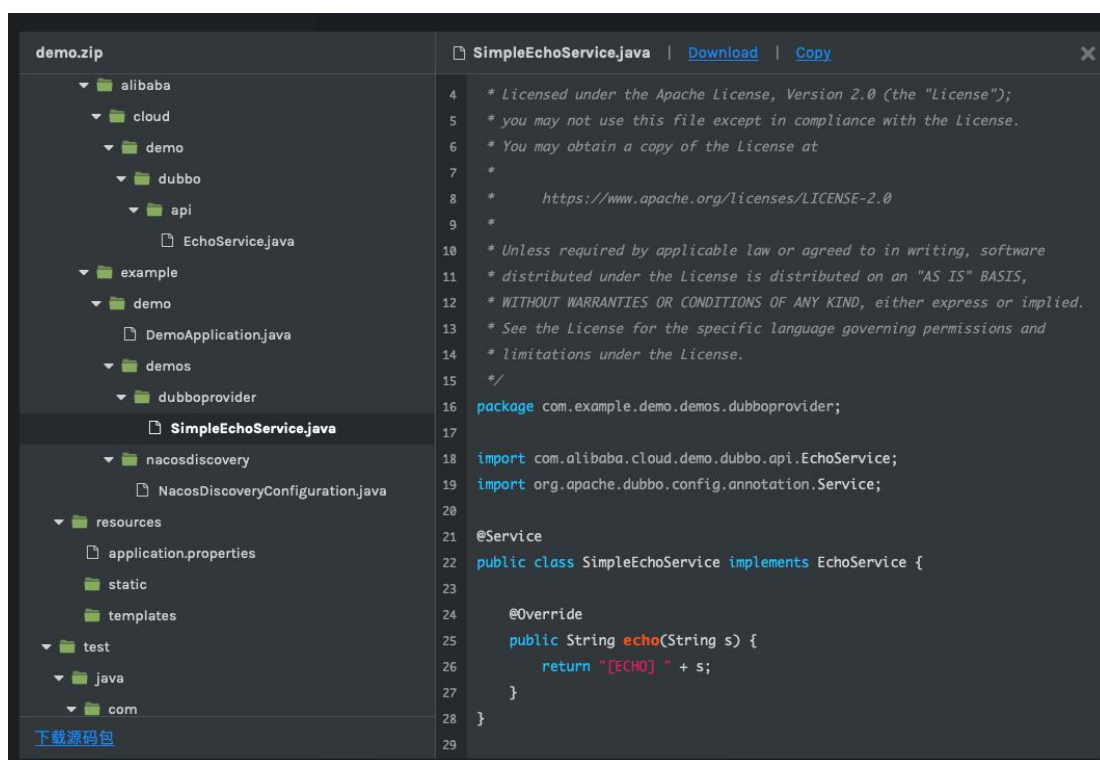 demo.zip
alibaba
cloud
demo
dubbo
api
EchoService.java
example
demo
DemoApplication.java
demos
dubboprovider
SimpleEchoService.java
nacosdiscovery
NacosDiscoveryConfiguration.java
resources
application.properties
static
templates
test
java
com
下载源码包
SimpleEchoService.java | Download | Copy
4 * Licensed under the Apache License, Version 2.0 (the "License");
5 * you may not use this file except in compliance with the License.
6 * You may obtain a copy of the License at
7 *
8 * https://www.apache.org/licenses/LICENSE-2.0
9 *
10 * Unless required by applicable law or agreed to in writing, software
11 * distributed under the License is distributed on an "AS IS" BASIS,
12 * WITHOUT WARRANTIES OR CONDITIONS OF ANY KIND, either express or implied.
13 * See the License for the specific language governing permissions and
14 * limitations under the License.
15 */
16 package com.example.demo.demos.dubboprovider;
17
18 import com.alibaba.cloud.demo.dubbo.api.EchoService;
19 import org.apache.dubbo.config.annotation.Service;
20
21 @Service
22 public class SimpleEchoService implements EchoService {
23
24 @Override
25 public String echo(String s) {
26 return "[ECHO] " + s;
27 }
28 }
29